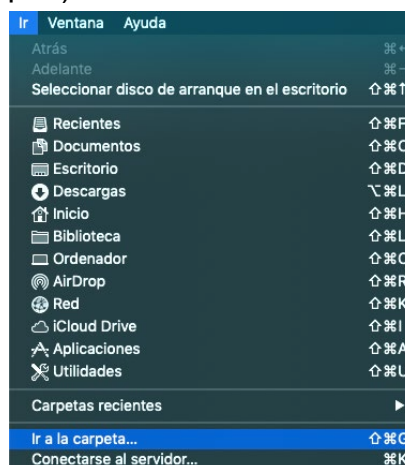 Ir Ventana Ayuda
Atrás
Adelante
Seleccionar disco de arranque en el escritorio ⇧⌘↑
Recientes ⇧⌘F
Documentos ⇧⌘O
Escritorio ⇧⌘D
Descargas ⌥⌘L
Inicio ⇧⌘H
Biblioteca ⇧⌘L
Ordenador ⇧⌘C
AirDrop ⇧⌘R
Red ⇧⌘K
iCloud Drive ⇧⌘I
Aplicaciones ⇧⌘A
Utilidades ⇧⌘U
Carpetas recientes
Ir a la carpeta... ⇧⌘G
Conectarse al servidor... ⌘K